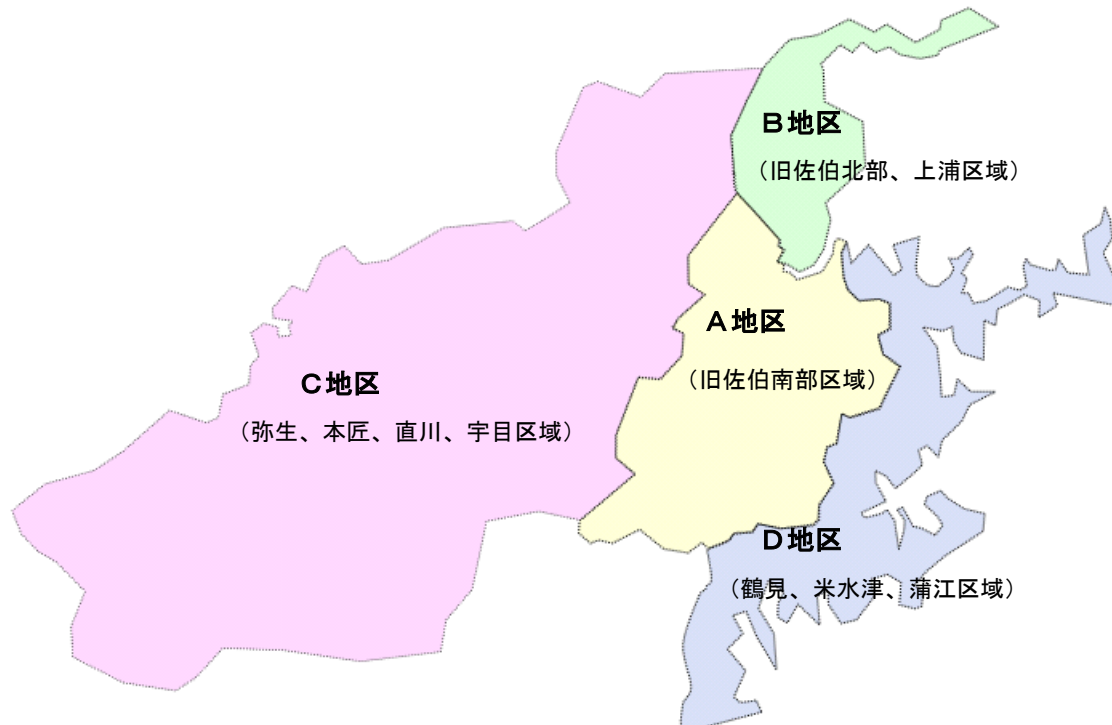 B地区
（旧佐伯北部、上浦区域）
A地区
（旧佐伯南部区域）
C地区
（弥生、本匠、直川、宇目区域）
D地区
（鶴見、米水津、蒲江区域）